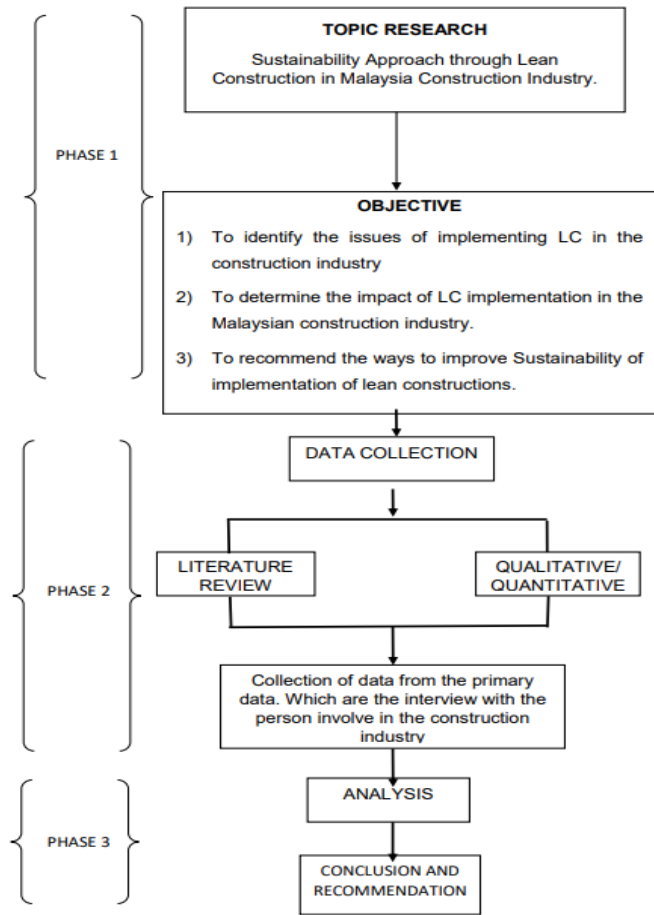 TOPIC RESEARCH
Sustainability Approach through Lean
Construction in Malaysia Construction Industry.
PHASE 1
OBJECTIVE
1) To identify the issues of implementing LC in the
construction industry
2) To determine the impact of LC implementation in the
Malaysian construction industry.
3) To recommend the ways to improve Sustainability of
implementation of lean constructions.
DATA COLLECTION
LITERATURE
REVIEW
QUALITATIVE/
QUANTITATIVE
PHASE 2
Collection of data from the primary
data. Which are the interview with the
person involve in the construction
industry
ANALYSIS
PHASE 3
CONCLUSION AND
RECOMMENDATION